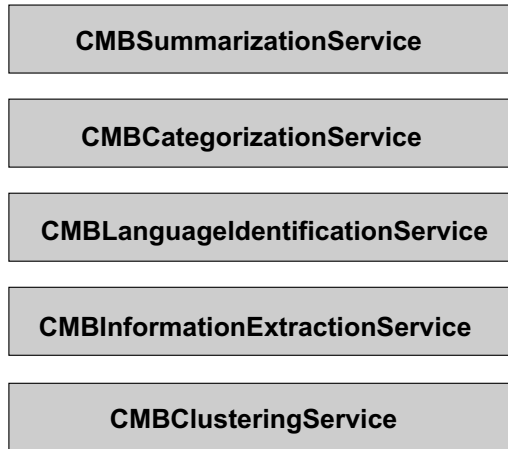 CMBSummarizationService
CMBCategorizationService
CMBLanguageIdentificationService
CMBInformationExtractionService
CMBClusteringService